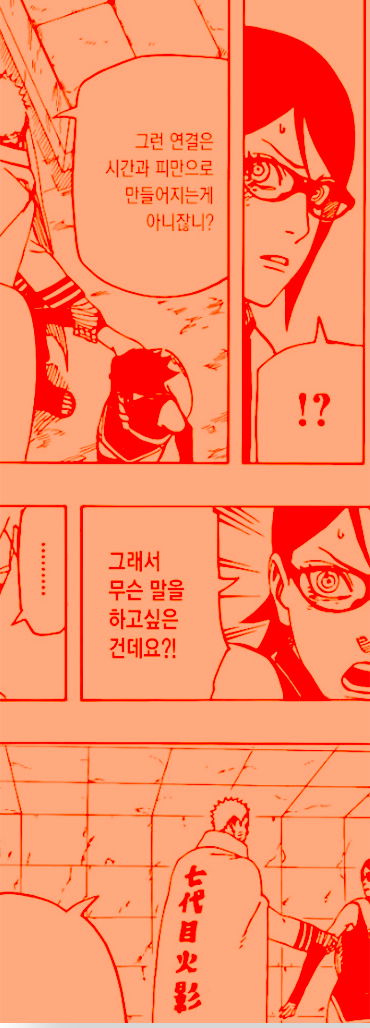 !?
그런 연결은
시간과 피만으로
만들어지는게
아니잖니?
그래서
무슨 말을
하고싶은
건데요?!
………
七代目火影